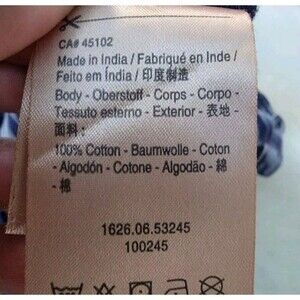 CA# 45102
Made in India / Fabriqué en Inde /
Feito em Índia / 印度制造
Body - Oberstoff - Corps - Corpo -
Tessuto esterno - Exterior - 表地 -
面料:
100% Cotton - Baumwolle - Coton
- Algodón - Cotone - Algodão - 綿
- 棉
1626.06.53245
100245